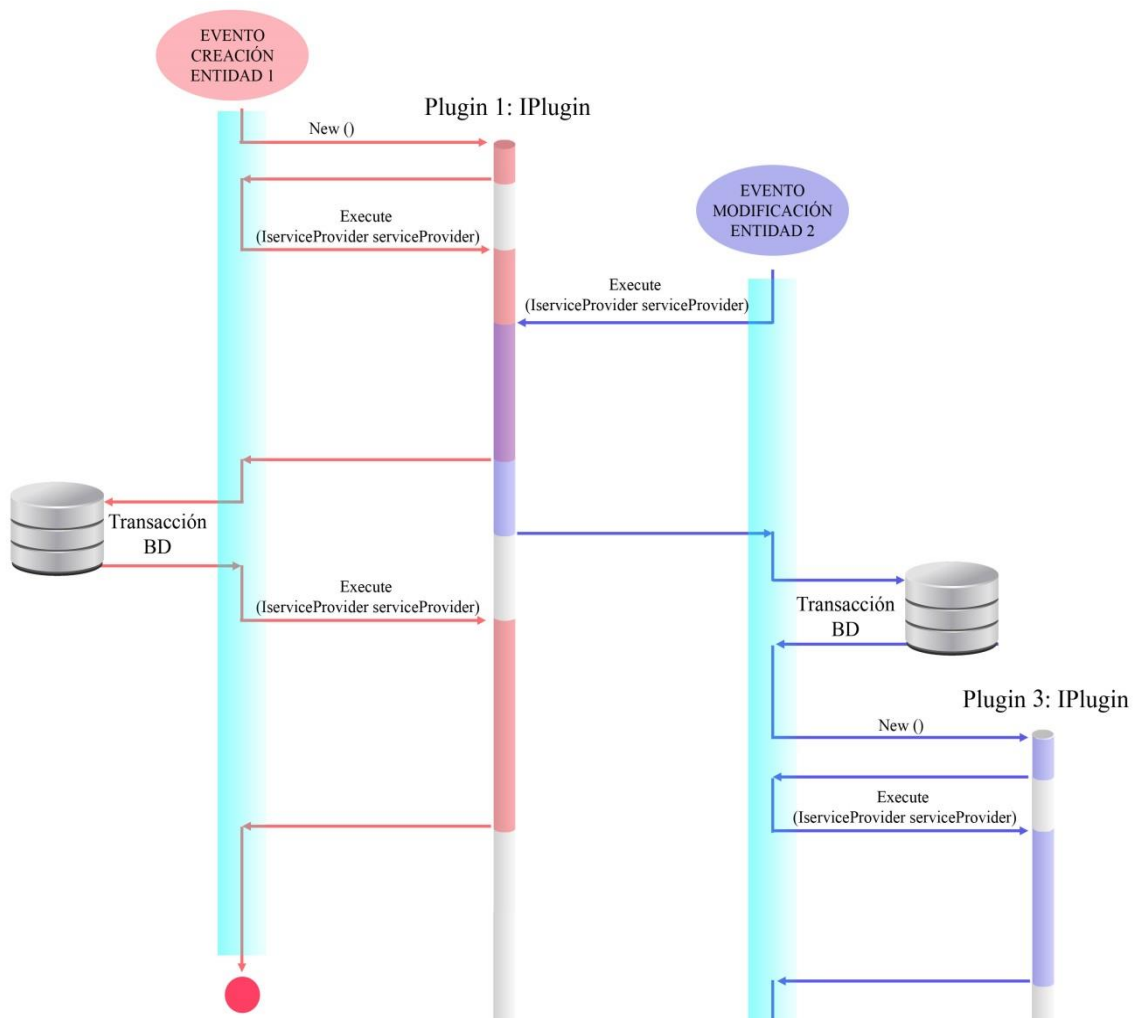 EVENTO
CREACIÓN
ENTIDAD 1
Plugin 1: IPlugin
New ()
EVENTO
MODIFICACIÓN
ENTIDAD 2
Execute
(IserviceProvider serviceProvider)
Execute
(IserviceProvider serviceProvider)
Transacción
BD
Execute
(IserviceProvider serviceProvider)
Transacción
BD
Plugin 3: IPlugin
New ()
Execute
(IserviceProvider serviceProvider)